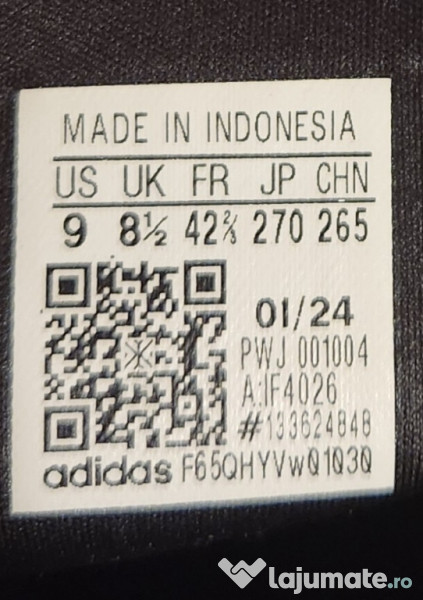 MADE IN INDONESIA
US UK FR JP CHN
9 8½ 42⅔ 270 265
01/24
PWJ 001004
A:IF4026
#133624848
adidas F65QHYVw01030
lajumate.ro